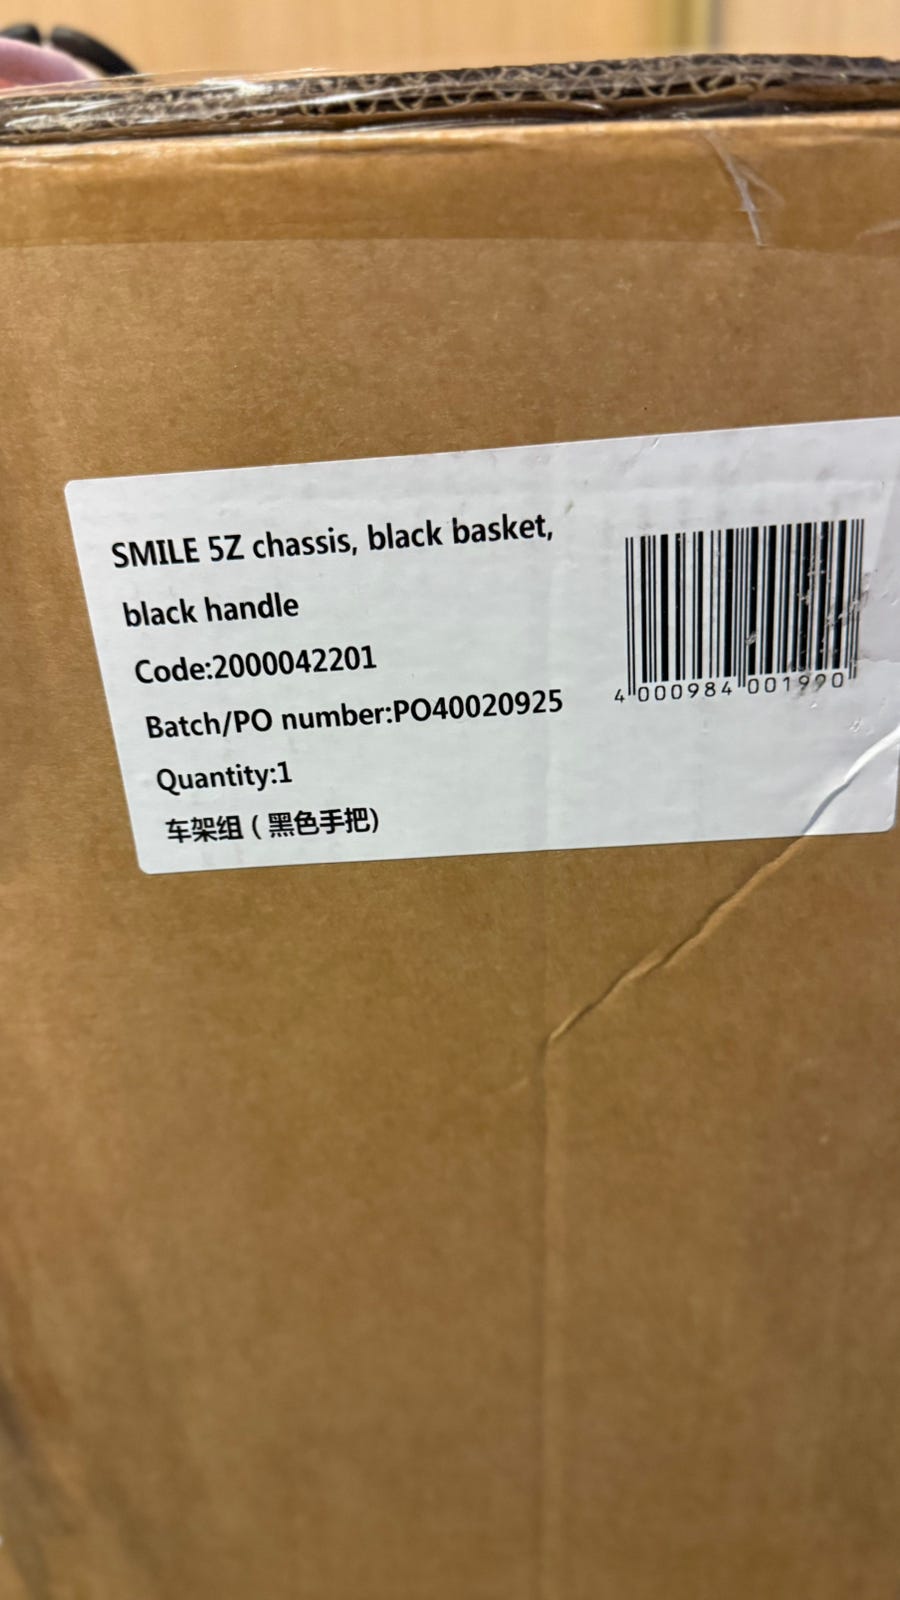 SMILE 5Z chassis, black basket,
black handle
Code:2000042201
Batch/PO number:PO40020925
Quantity:1
车架组 ( 黑色手把)
4 000984 001990